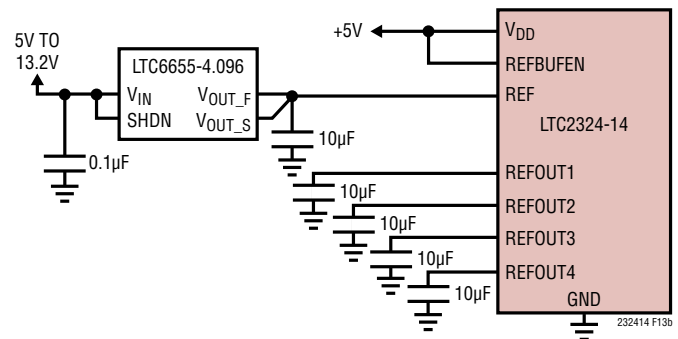 5V TO
13.2V
LTC6655-4.096
VIN
SHDN
VOUT_F
VOUT_S
0.1µF
10µF
+5V
VDD
REFBUFEN
REF
LTC2324-14
REFOUT1
10µF
REFOUT2
10µF
REFOUT3
10µF
REFOUT4
10µF
GND
232414 F13b